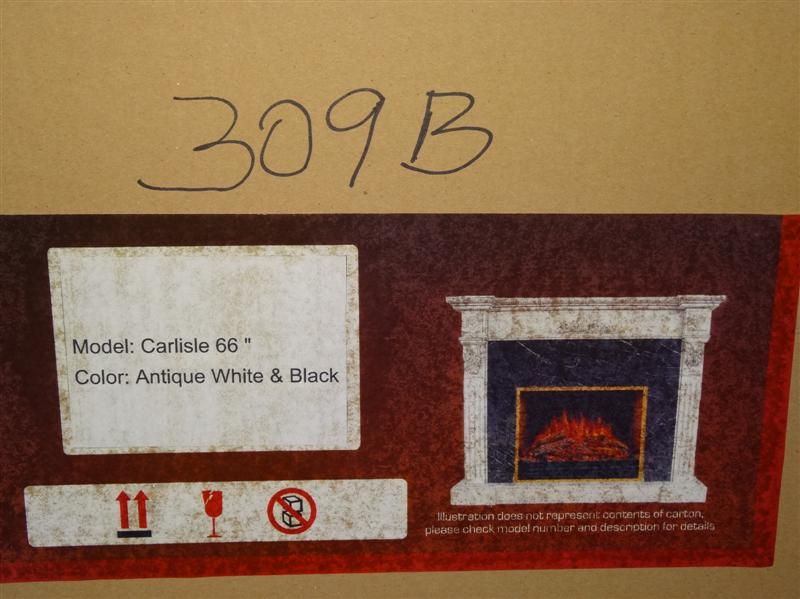 309B
Model: Carlisle 66 "
Color: Antique White & Black
Illustration does not represent contents of carton,
please check model number and description for details